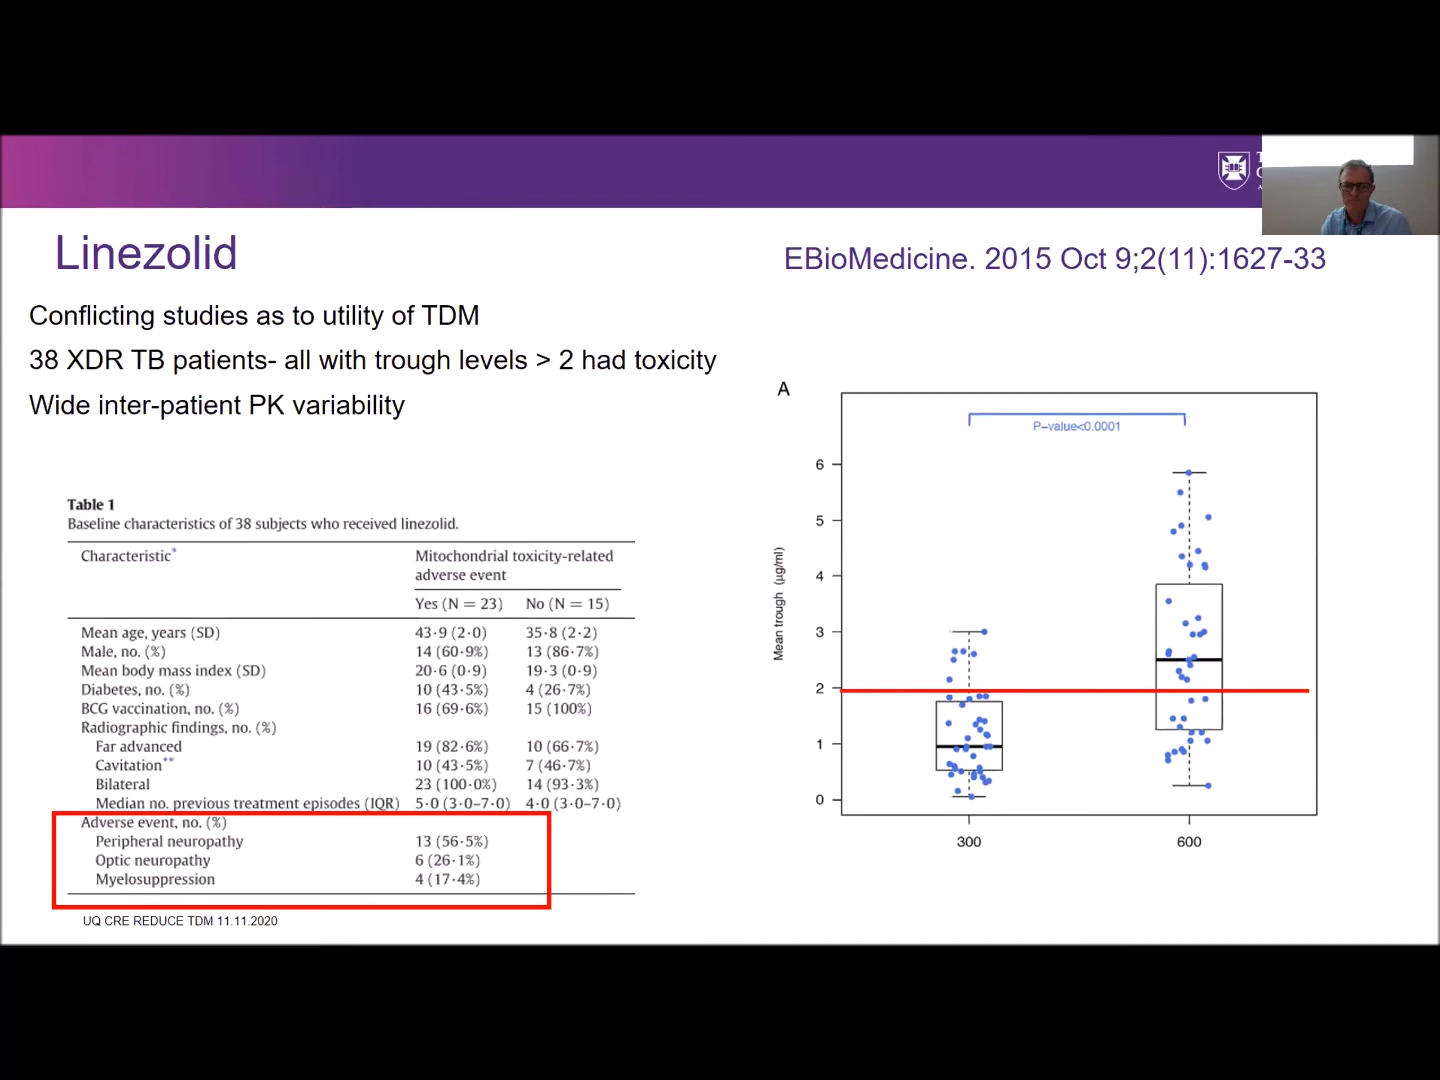 Linezolid
EBioMedicine. 2015 Oct 9;2(11):1627-33
Conflicting studies as to utility of TDM
38 XDR TB patients- all with trough levels > 2 had toxicity
Wide inter-patient PK variability
Table 1
Baseline characteristics of 38 subjects who received linezolid.
Characteristic* Mitochondrial toxicity-related
adverse event
Yes (N = 23) No (N = 15)
Mean age, years (SD) 43·9 (2·0) 35·8 (2·2)
Male, no. (%) 14 (60·9%) 13 (86·7%)
Mean body mass index (SD) 20·6 (0·9) 19·3 (0·9)
Diabetes, no. (%) 10 (43·5%) 4 (26·7%)
BCG vaccination, no. (%) 16 (69·6%) 15 (100%)
Radiographic findings, no. (%)
Far advanced 19 (82·6%) 10 (66·7%)
Cavitation** 10 (43·5%) 7 (46·7%)
Bilateral 23 (100·0%) 14 (93·3%)
Median no. previous treatment episodes (IQR) 5·0 (3·0–7·0) 4·0 (3·0–7·0)
Adverse event, no. (%)
Peripheral neuropathy 13 (56·5%)
Optic neuropathy 6 (26·1%)
Myelosuppression 4 (17·4%)
UQ CRE REDUCE TDM 11.11.2020
A
P-value<0.0001
Mean trough (µg/ml)
6
5
4
3
2
1
0
300 600